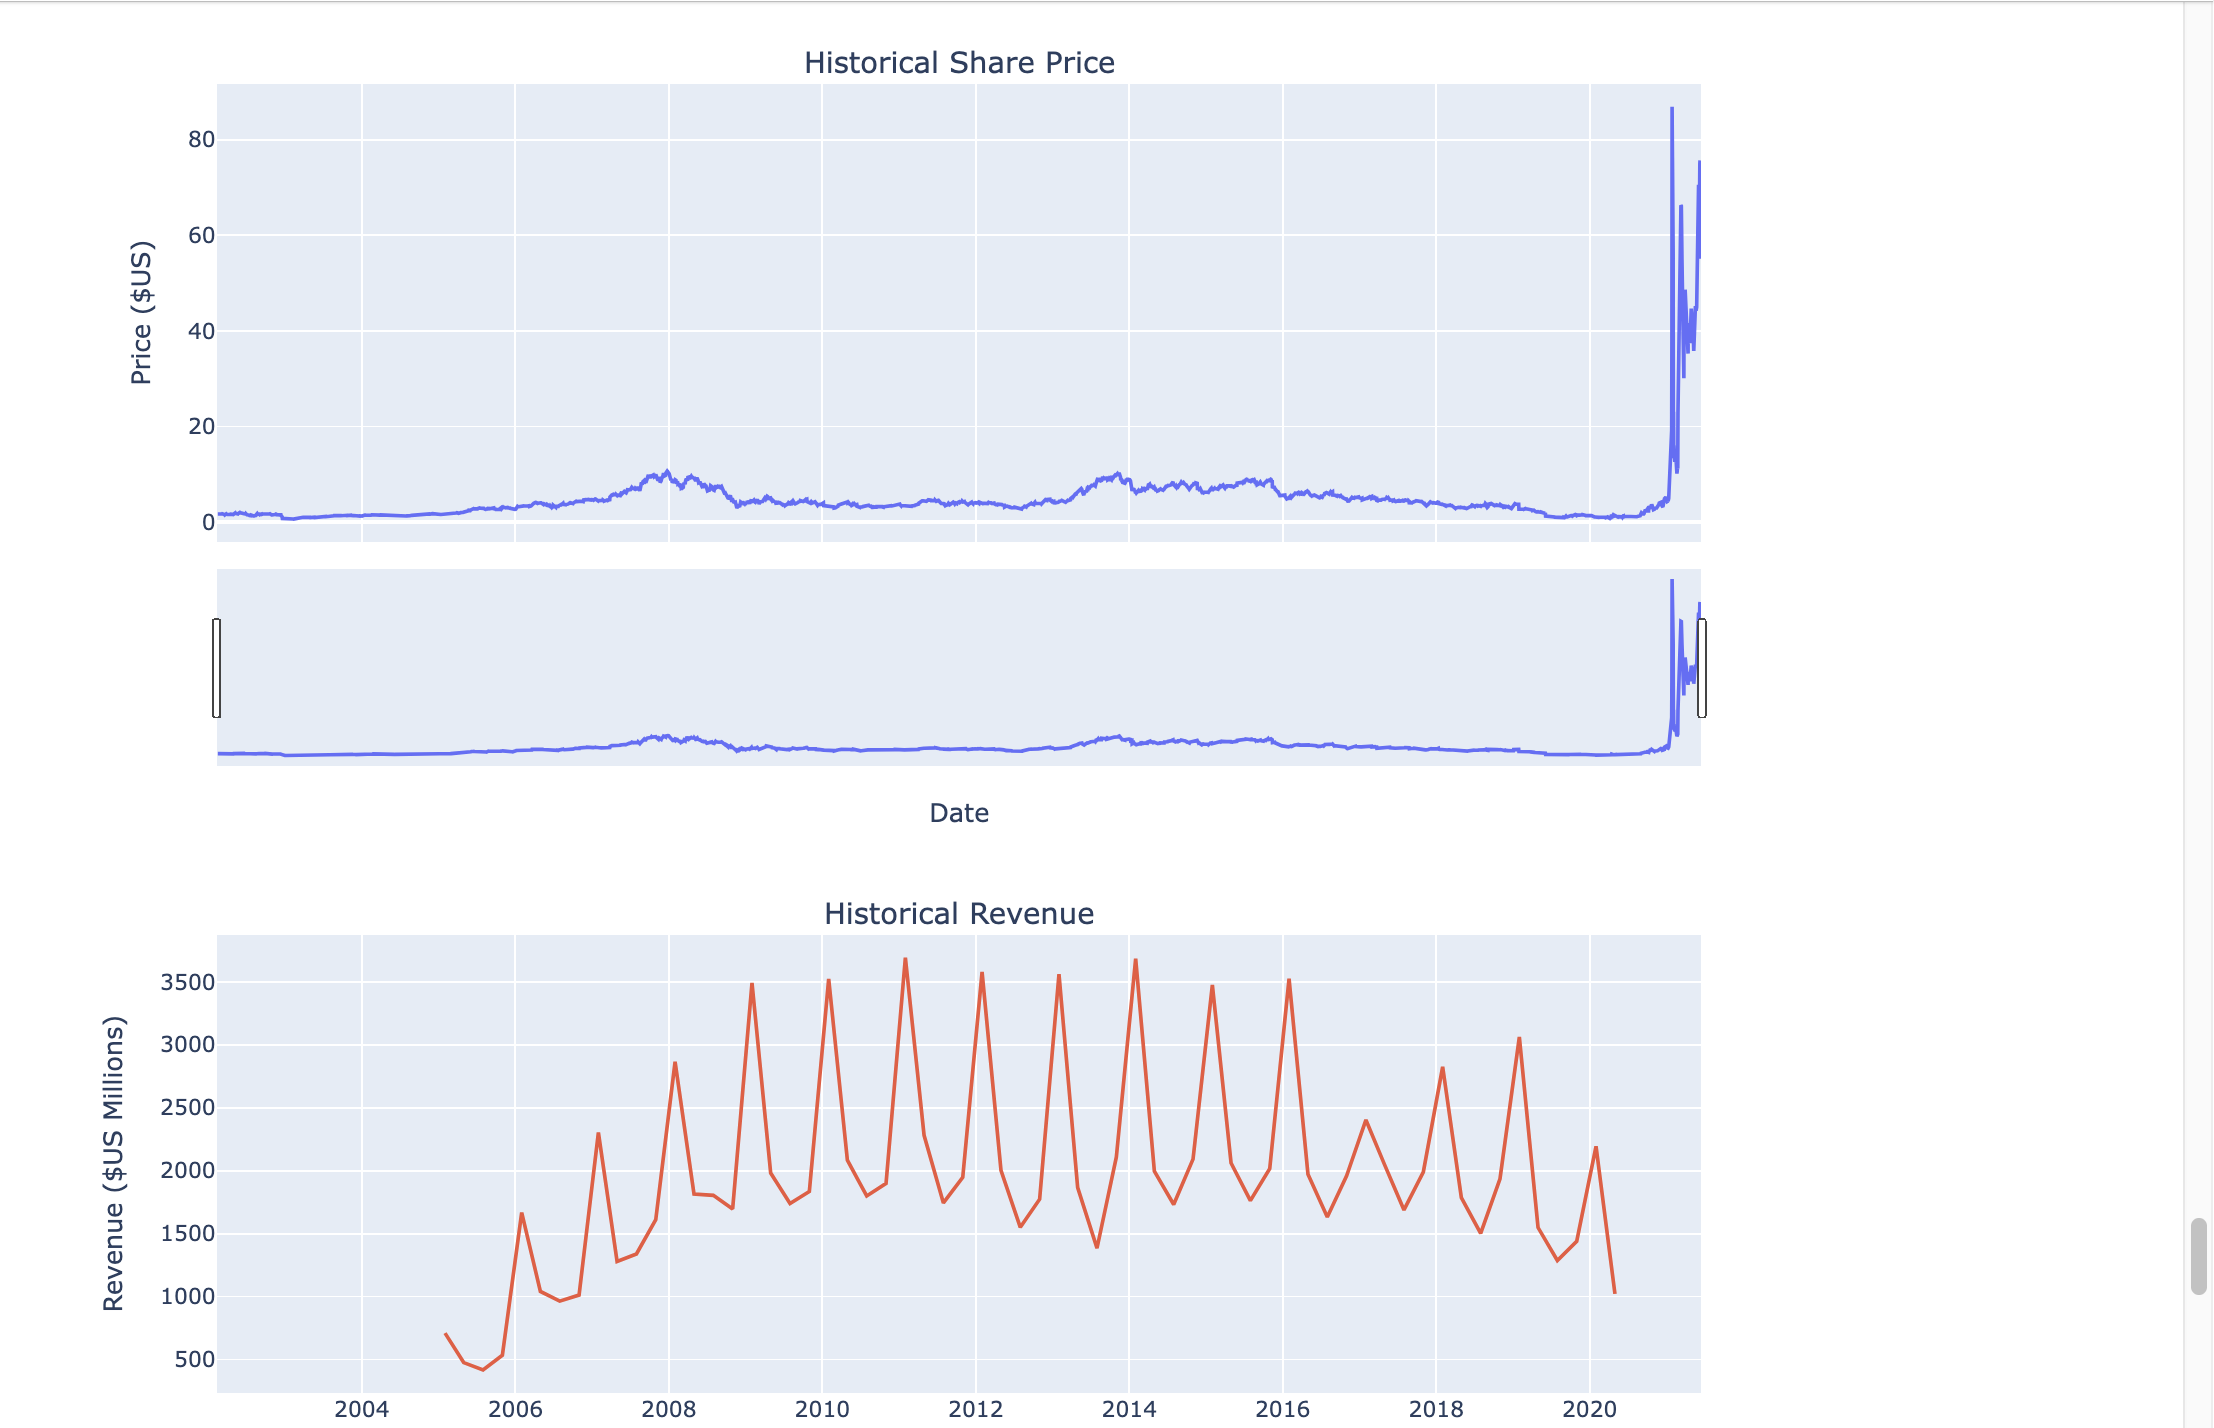 Historical Share Price
80
60
40
20
0
Price ($US)
Date
Historical Revenue
3500
3000
2500
2000
1500
1000
500
Revenue ($US Millions)
2004 2006 2008 2010 2012 2014 2016 2018 2020